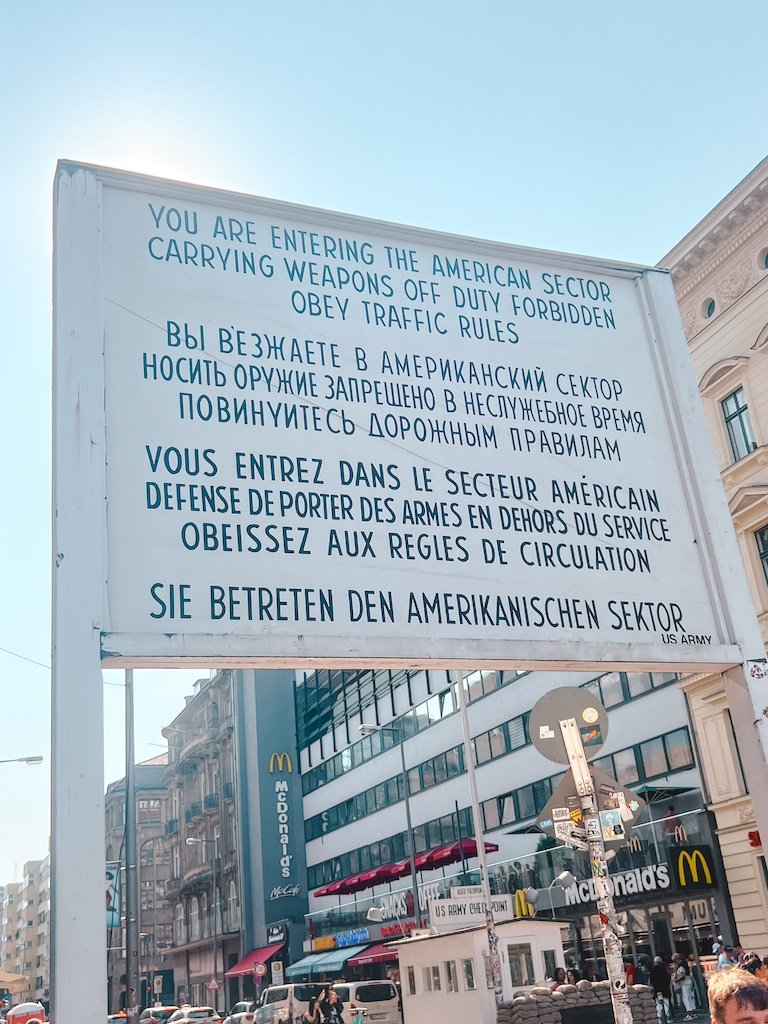 YOU ARE ENTERING THE AMERICAN SECTOR
CARRYING WEAPONS OFF DUTY FORBIDDEN
OBEY TRAFFIC RULES
ВЫ ВЪЕЗЖАЕТЕ В АМЕРИКАНСКИЙ СЕКТОР
НОСИТЬ ОРУЖИЕ ЗАПРЕЩЕНО В НЕСЛУЖЕБНОЕ ВРЕМЯ
ПОВИНУИТЕСЬ ДОРОЖНЫМ ПРАВИЛАМ
VOUS ENTREZ DANS LE SECTEUR AMÉRICAIN
DEFENSE DE PORTER DES ARMES EN DEHORS DU SERVICE
OBEISSEZ AUX REGLES DE CIRCULATION
SIE BETRETEN DEN AMERIKANISCHEN SEKTOR
US ARMY
McDonald's
McCafé
McDonald's
SNACKS
US ARMY CHECKPOINT